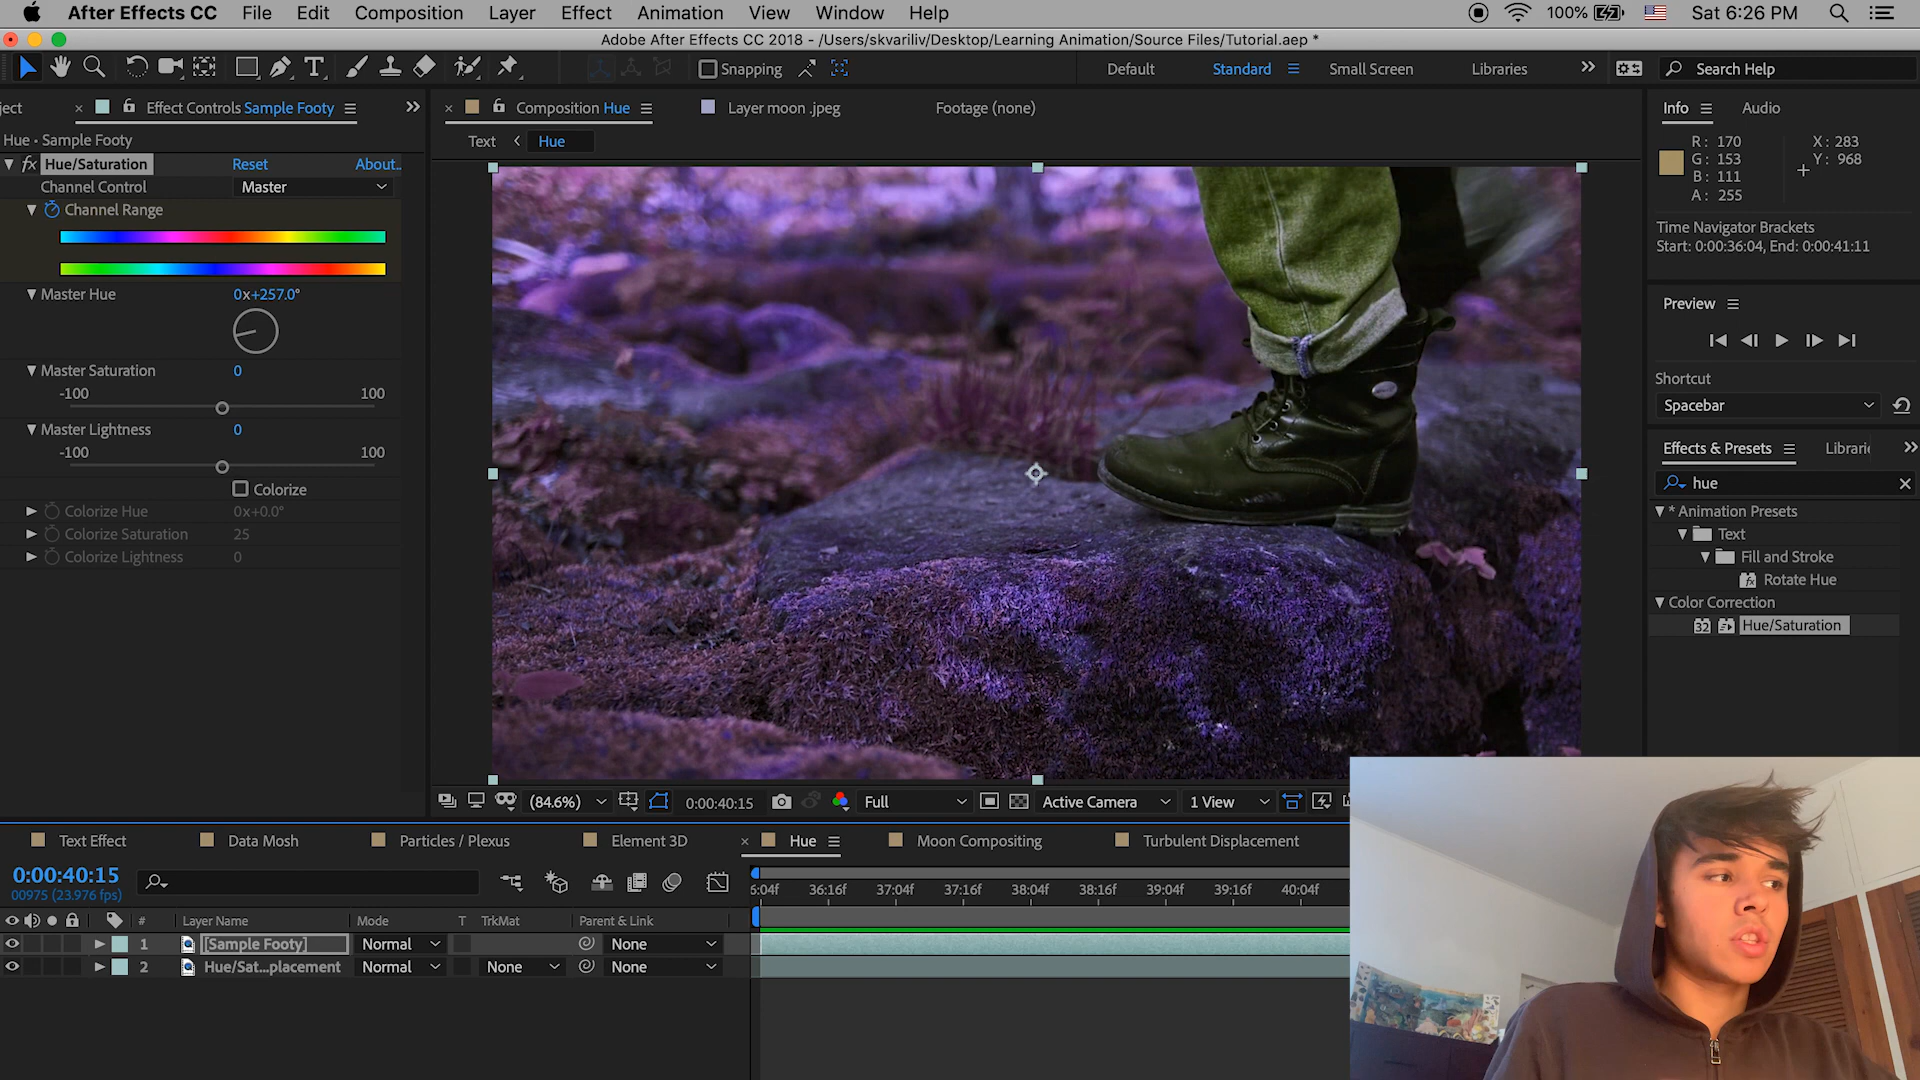 After Effects CC File Edit Composition Layer Effect Animation View Window Help 100% Sat 6:26 PM
Adobe After Effects CC 2018 - /Users/skvariliv/Desktop/Learning Animation/Source Files/Tutorial.aep *
Snapping Default Standard Small Screen Libraries Search Help
ject Effect Controls Sample Footy Composition Hue Layer moon .jpeg Footage (none) Info Audio
Hue • Sample Footy
Text Hue
R: 170 X: 283
G: 153 Y: 968
B: 111
A: 255
fx Hue/Saturation Reset About..
Channel Control Master
Channel Range
Time Navigator Brackets
Start: 0:00:36:04, End: 0:00:41:11
Master Hue 0x+257.0°
Preview
Master Saturation 0
-100 100
Shortcut
Spacebar
Master Lightness 0
-100 100
Effects & Presets Librari
Colorize
hue
Colorize Hue 0x+0.0°
Colorize Saturation 25
Colorize Lightness 0
* Animation Presets
Text
Fill and Stroke
Rotate Hue
Color Correction
32 Hue/Saturation
(84.6%) 0:00:40:15 Full Active Camera 1 View
Text Effect Data Mosh Particles / Plexus Element 3D Hue Moon Compositing Turbulent Displacement
0:00:40:15
00975 (23.976 fps)
6:04f 36:16f 37:04f 37:16f 38:04f 38:16f 39:04f 39:16f 40:04f
# Layer Name Mode T TrkMat Parent & Link
1 [Sample Footy] Normal None
2 Hue/Sat...placement Normal None None